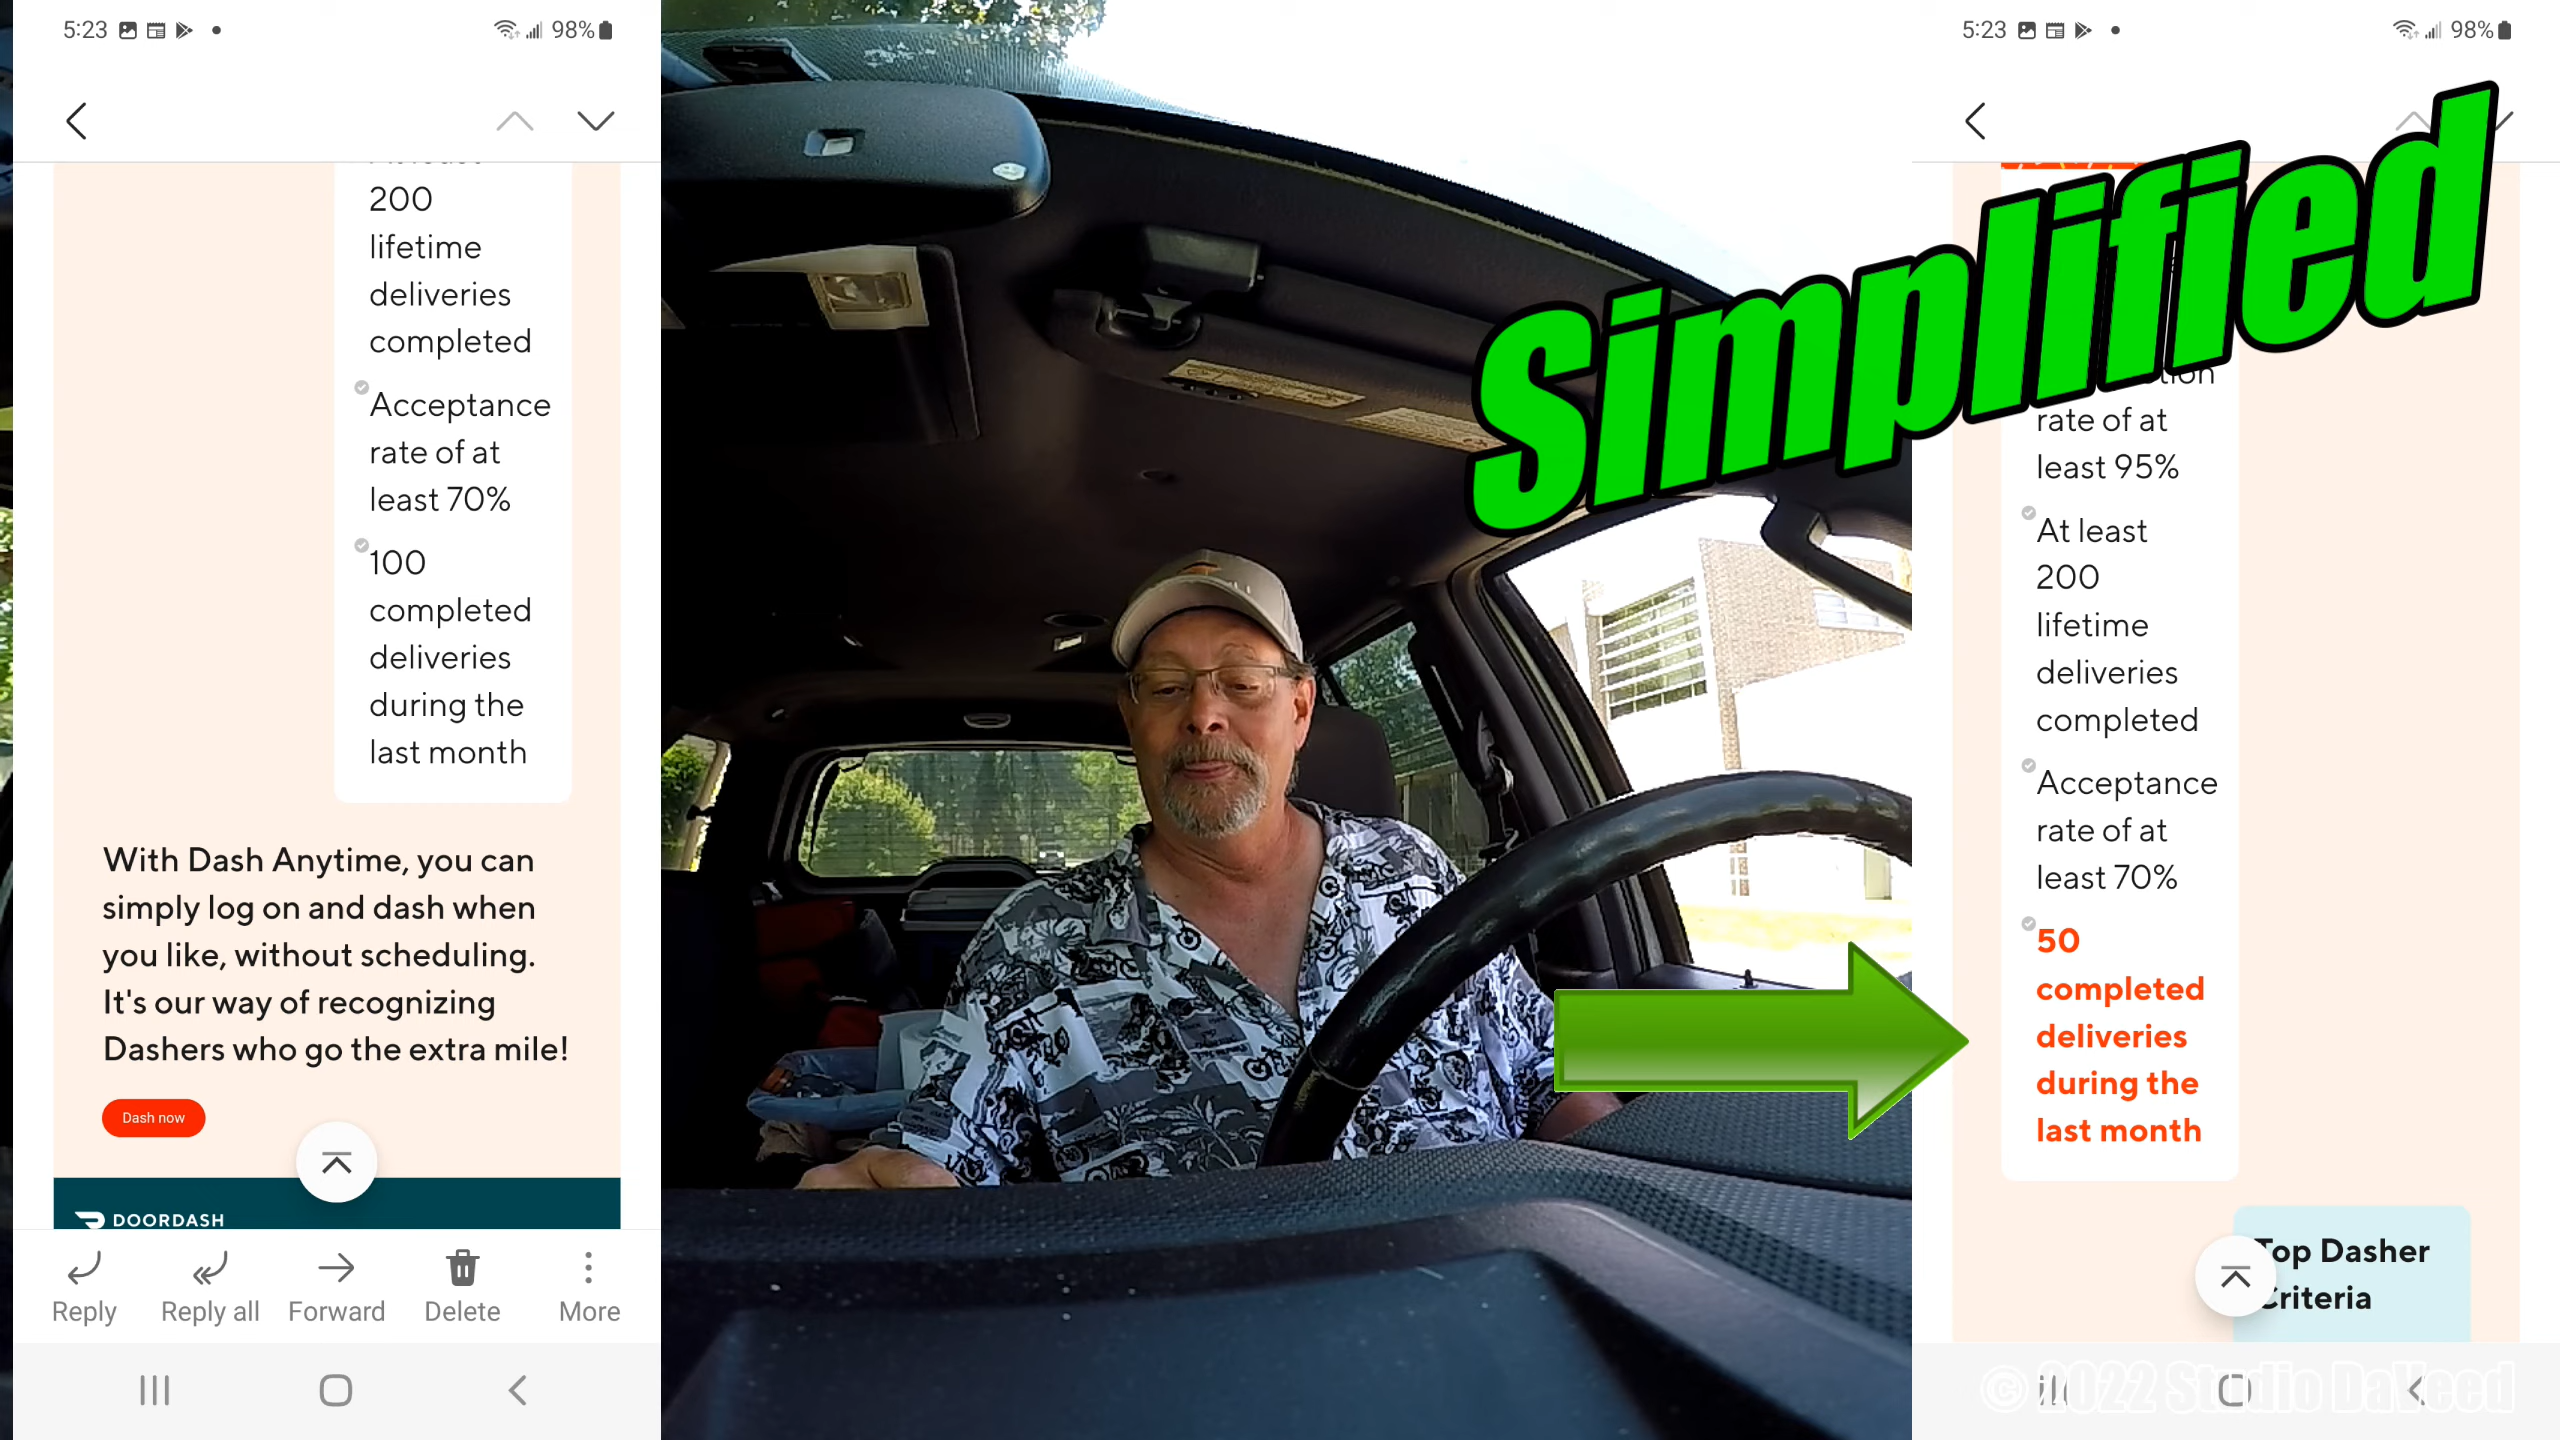 5:23
98%
200
lifetime
deliveries
completed
Acceptance
rate of at
least 70%
100
completed
deliveries
during the
last month
With Dash Anytime, you can
simply log on and dash when
you like, without scheduling.
It's our way of recognizing
Dashers who go the extra mile!
Dash now
DOORDASH
Reply
Reply all
Forward
Delete
More
Simplified
5:23
98%
rate of at
least 95%
At least
200
lifetime
deliveries
completed
Acceptance
rate of at
least 70%
50
completed
deliveries
during the
last month
Top Dasher
Criteria
© 2022 Studio DaVeed